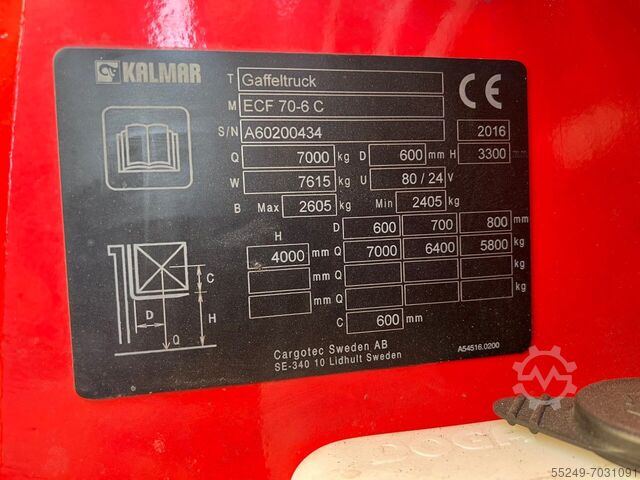 KALMAR
T Gaffeltruck
M ECF 70-6 C
CE
S/N A60200434 2016
Q 7000 kg D 600 mm H 3300 mm
W 7615 kg U 80 / 24 V
B Max 2605 kg Min 2405 kg
H D 600 700 800 mm
4000 mm Q 7000 6400 5800 kg
mm Q kg
mm Q kg
C 600 mm
C
D
H
Q
Cargotec Sweden AB
SE-340 10 Lidhult Sweden
A54516.0200
55249-7031091